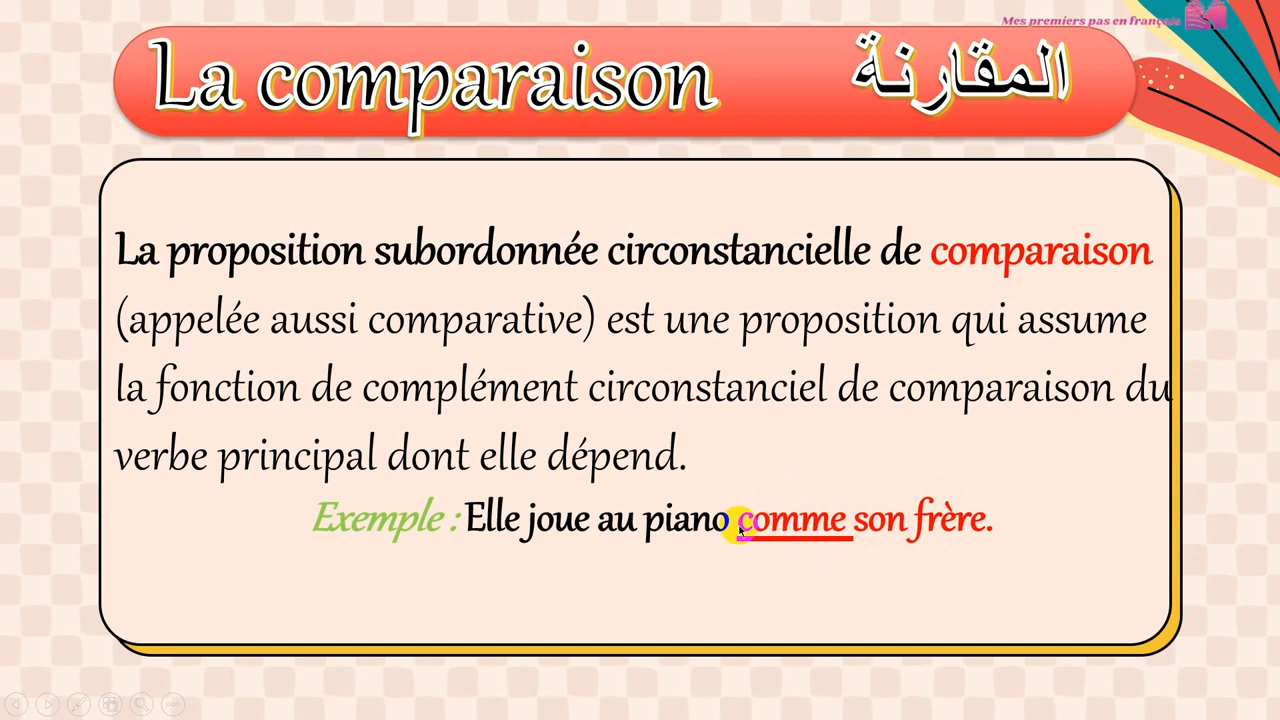 Mes premiers pas en français
La comparaison المقارنة
La proposition subordonnée circonstancielle de comparaison
(appelée aussi comparative) est une proposition qui assume
la fonction de complément circonstanciel de comparaison du
verbe principal dont elle dépend.
Exemple : Elle joue au piano comme son frère.